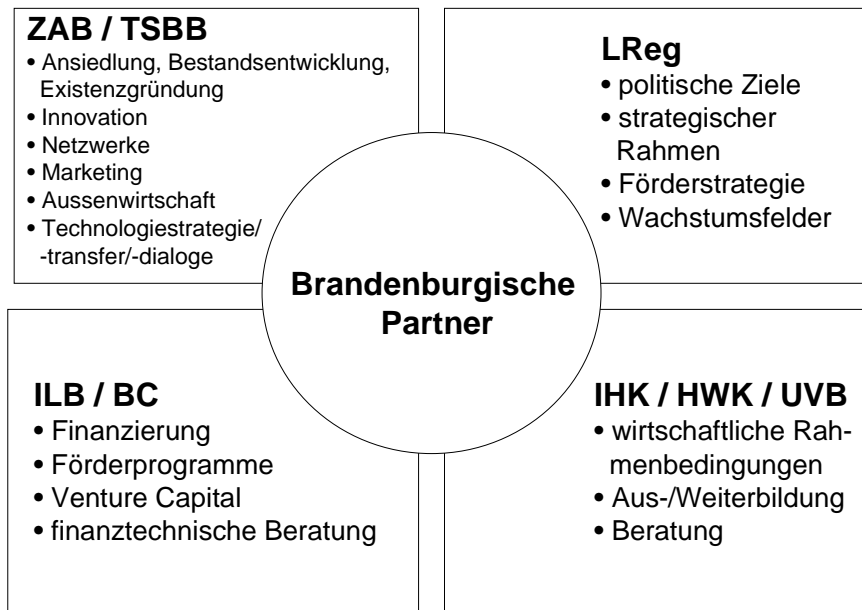 ZAB / TSBB
• Ansiedlung, Bestandsentwicklung,
Existenzgründung
• Innovation
• Netzwerke
• Marketing
• Aussenwirtschaft
• Technologiestrategie/
-transfer/-dialoge
LReg
• politische Ziele
• strategischer
Rahmen
• Förderstrategie
• Wachstumsfelder
Brandenburgische
Partner
ILB / BC
• Finanzierung
• Förderprogramme
• Venture Capital
• finanztechnische Beratung
IHK / HWK / UVB
• wirtschaftliche Rah-
menbedingungen
• Aus-/Weiterbildung
• Beratung